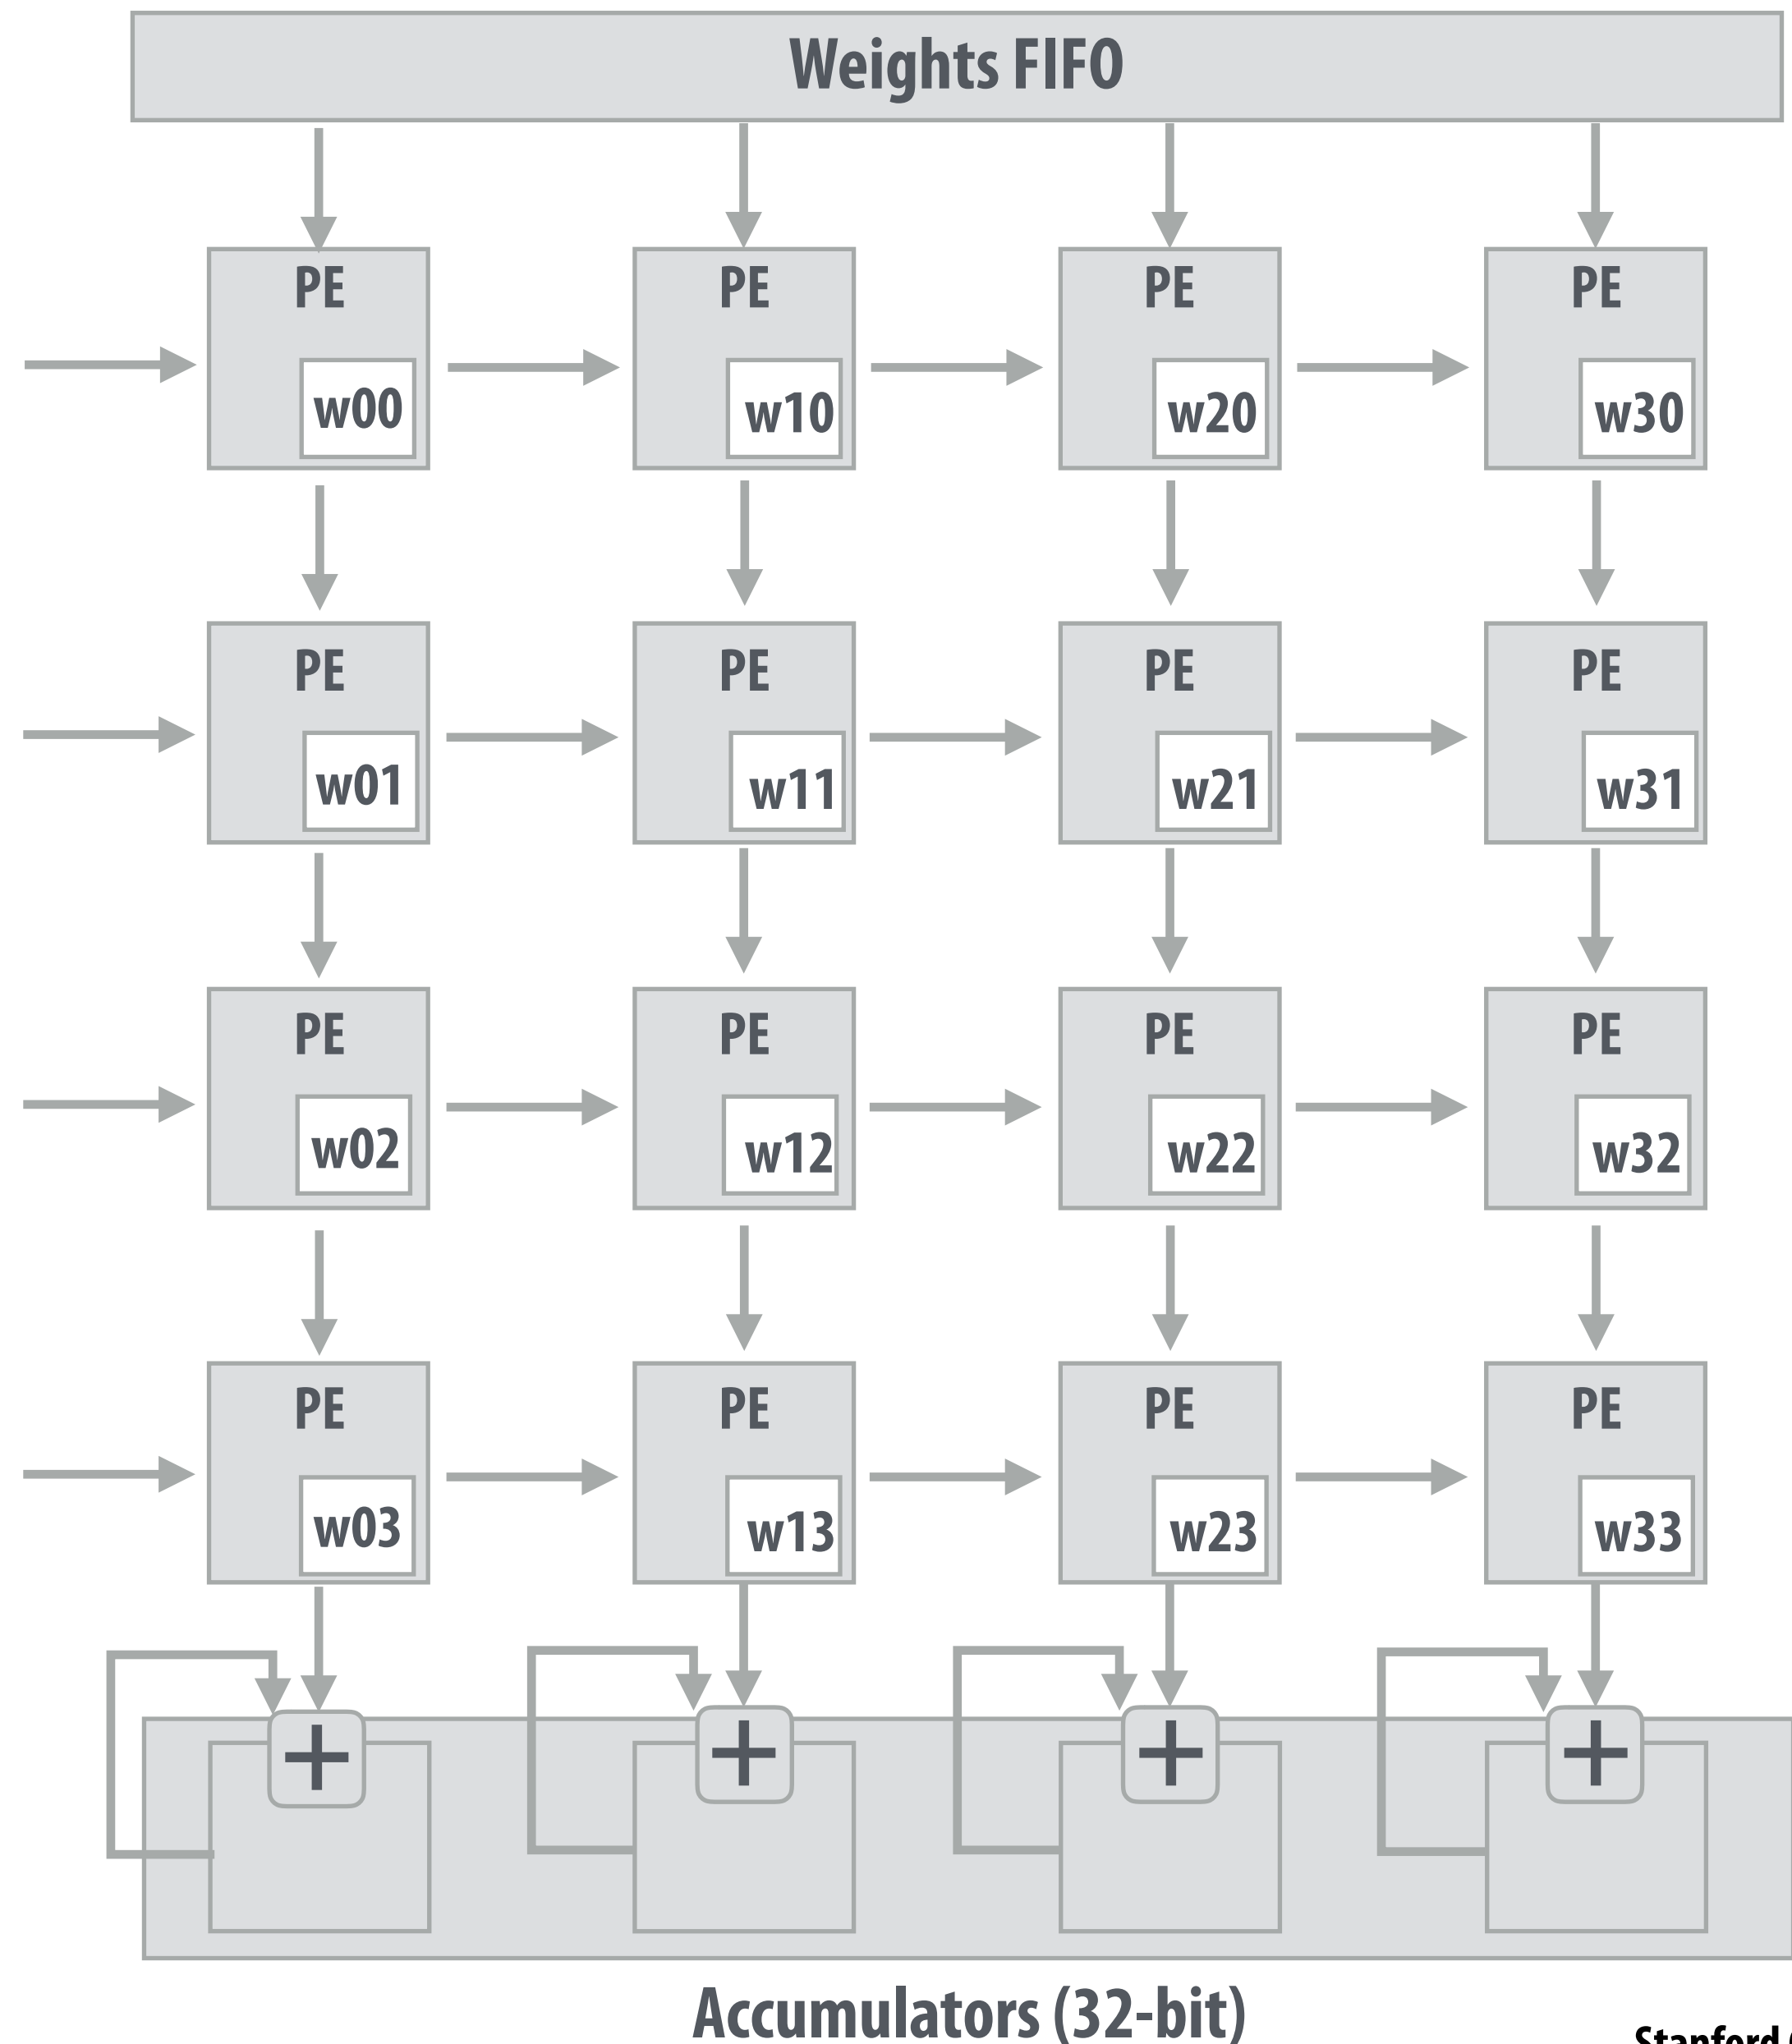 Weights FIFO
PE PE PE PE
w00 w10 w20 w30
PE PE PE PE
w01 w11 w21 w31
PE PE PE PE
w02 w12 w22 w32
PE PE PE PE
w03 w13 w23 w33
+ + + +
Accumulators (32-bit)
Stanford